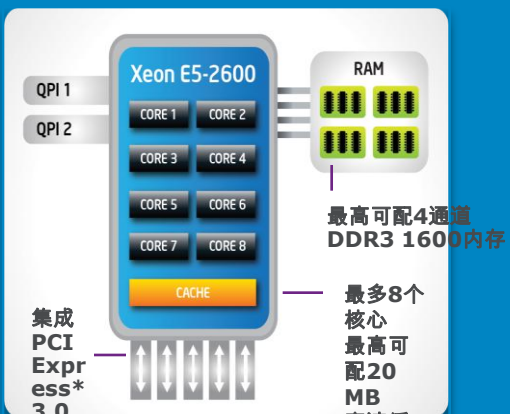 Xeon E5-2600
RAM
QPI 1
QPI 2
CORE 1
CORE 2
CORE 3
CORE 4
CORE 5
CORE 6
CORE 7
CORE 8
CACHE
最高可配4通道
DDR3 1600内存
最多8个
核心
最高可
配20
MB
集成
PCI
Expr
ess*
3.0